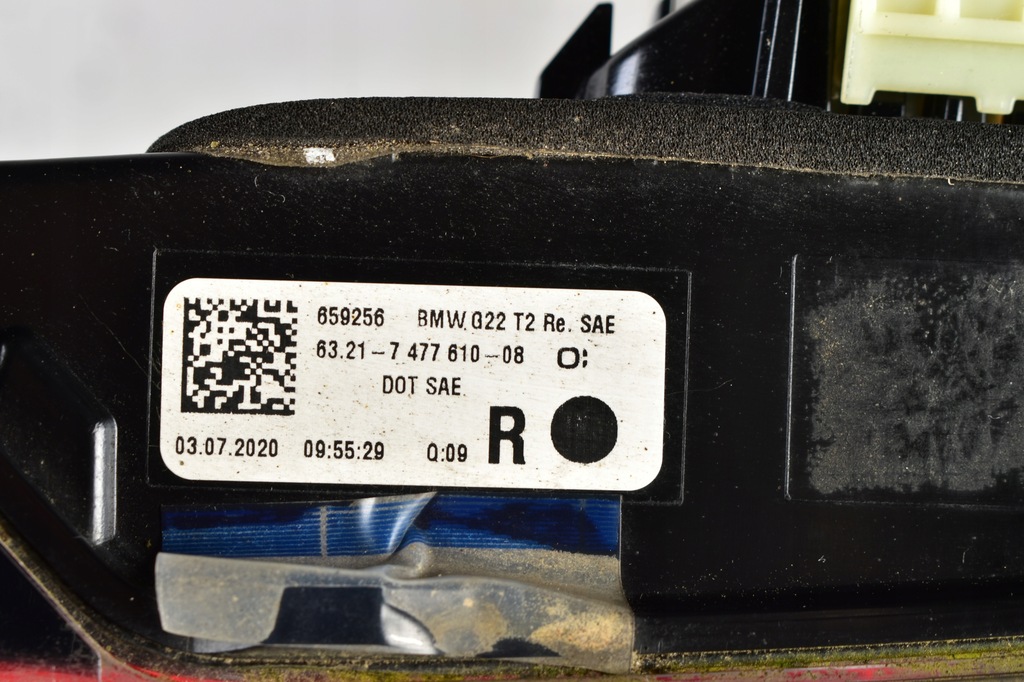 659256 BMW G22 T2 Re. SAE
63.21-7 477 610-08 O;
DOT SAE
03.07.2020 09:55:29 Q:09 R